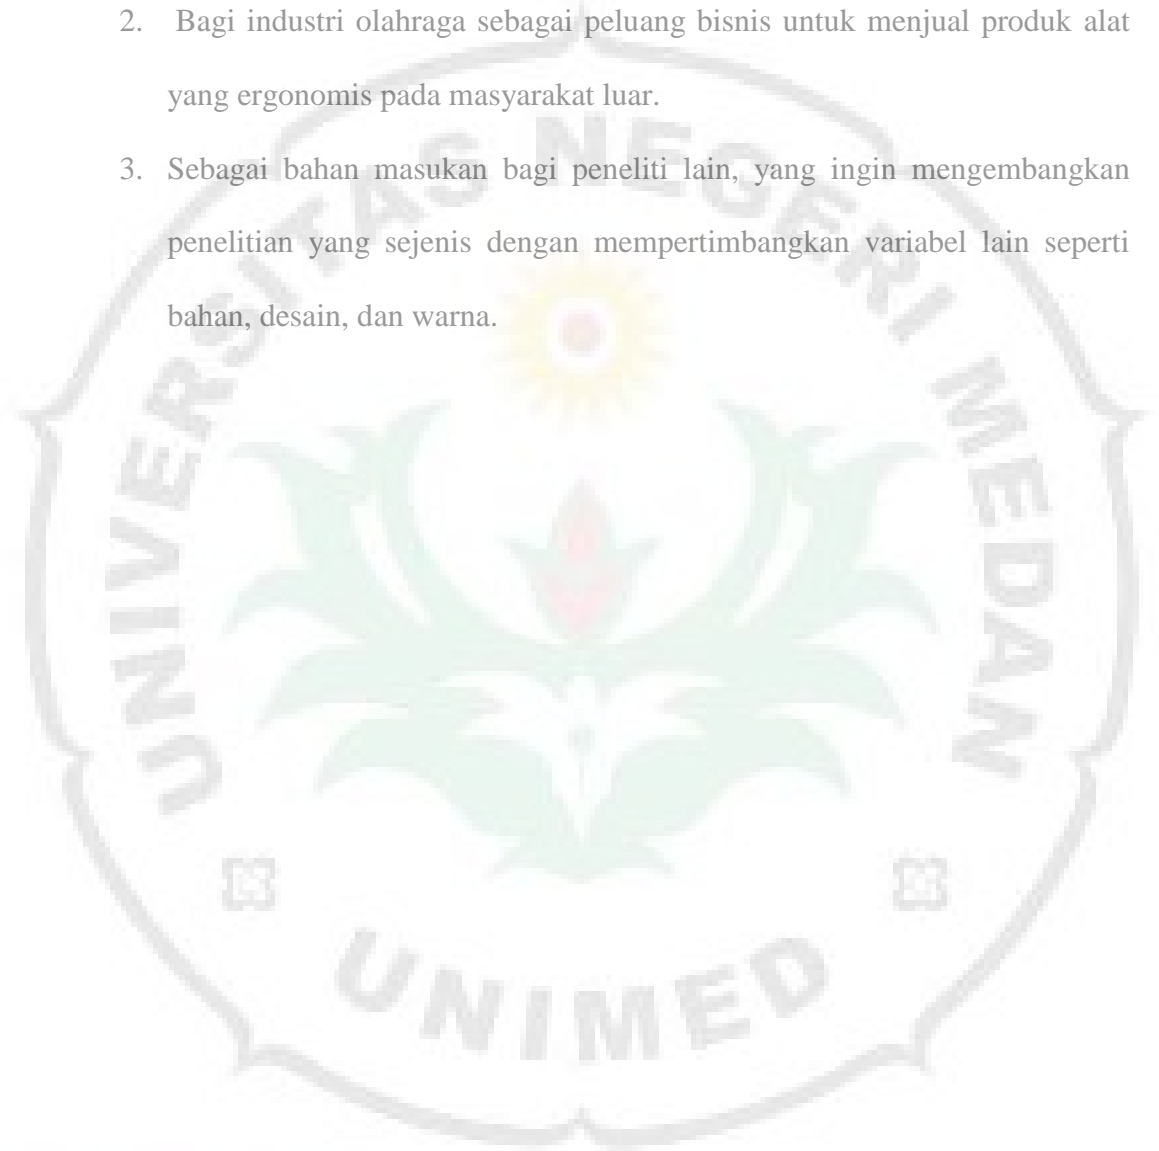 2. Bagi industri olahraga sebagai peluang bisnis untuk menjual produk alat
yang ergonomis pada masyarakat luar.
3. Sebagai bahan masukan bagi peneliti lain, yang ingin mengembangkan
penelitian yang sejenis dengan mempertimbangkan variabel lain seperti
bahan, desain, dan warna.
UNIVERSITAS NEGERI MEDAN
UNIMED